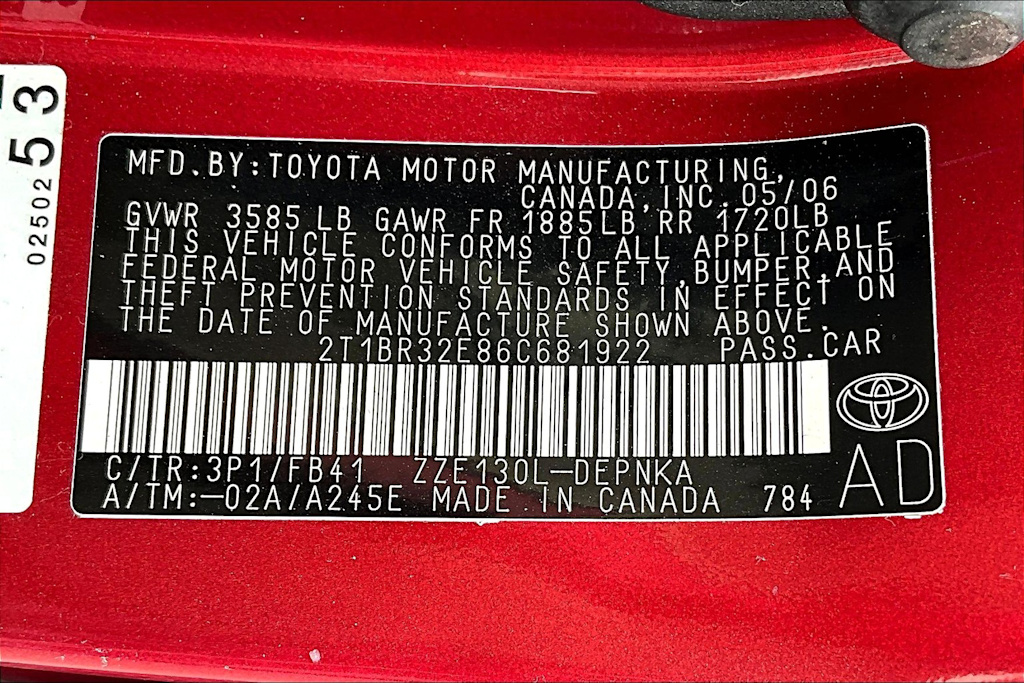 53
02502
MFD.BY:TOYOTA MOTOR MANUFACTURING,
CANADA,INC.05/06
GVWR 3585LB GAWR FR 1885LB RR 1720LB
THIS VEHICLE CONFORMS TO ALL APPLICABLE
FEDERAL MOTOR VEHICLE SAFETY,BUMPER,AND
THEFT PREVENTION STANDARDS IN EFFECT ON
THE DATE OF MANUFACTURE SHOWN ABOVE.
2T1BR32E86C681922 PASS.CAR
C/TR:3P1/FB41 ZZE130L-DEPNKA
A/TM:-02A/A245E MADE IN CANADA 784 AD